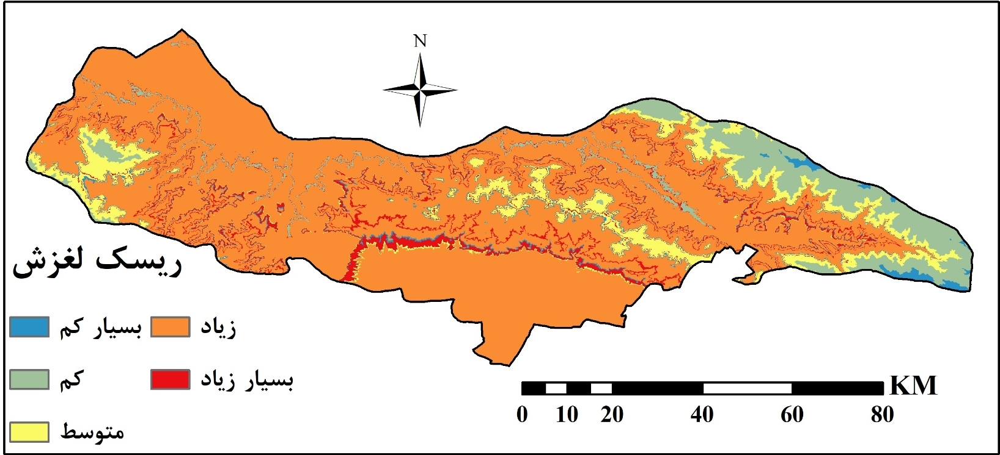 N
ریسک لغزش
بسیار کم
زیاد
کم
بسیار زیاد
متوسط
KM
0 10 20 40 60 80